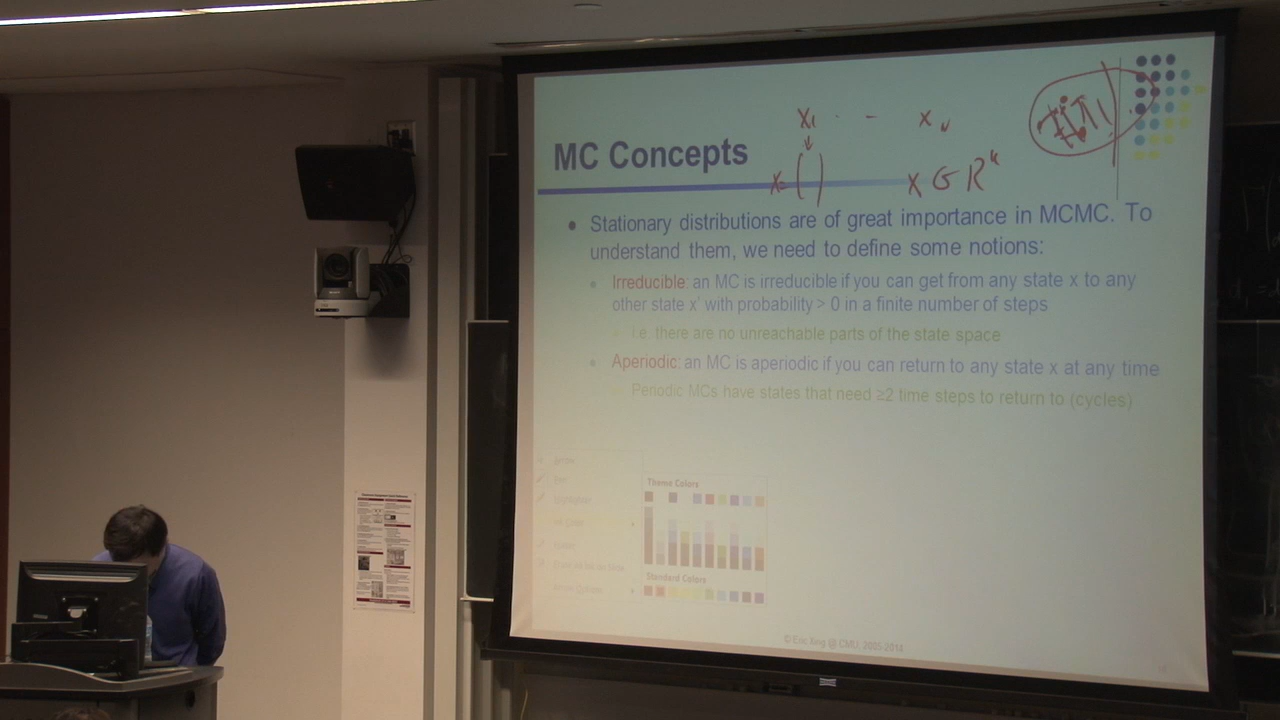 x₁ · - xᵥ
MC Concepts
x= ( ) x ∈ Rᵏ
Stationary distributions are of great importance in MCMC. To
understand them, we need to define some notions:
Irreducible: an MC is irreducible if you can get from any state x to any
other state x' with probability > 0 in a finite number of steps
i.e. there are no unreachable parts of the state space
Aperiodic: an MC is aperiodic if you can return to any state x at any time
Periodic MCs have states that need ≥2 time steps to return to (cycles)
Theme Colors
Standard Colors
© Eric Xing @ CMU, 2005-2014